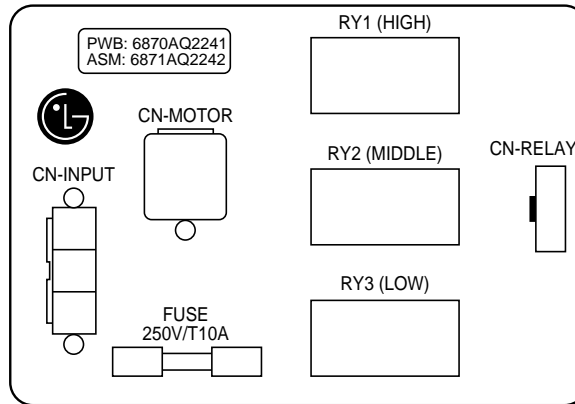 PWB: 6870AQ2241
ASM: 6871AQ2242
RY1 (HIGH)
LG
CN-MOTOR
RY2 (MIDDLE)
CN-RELAY
CN-INPUT
RY3 (LOW)
FUSE
250V/T10A